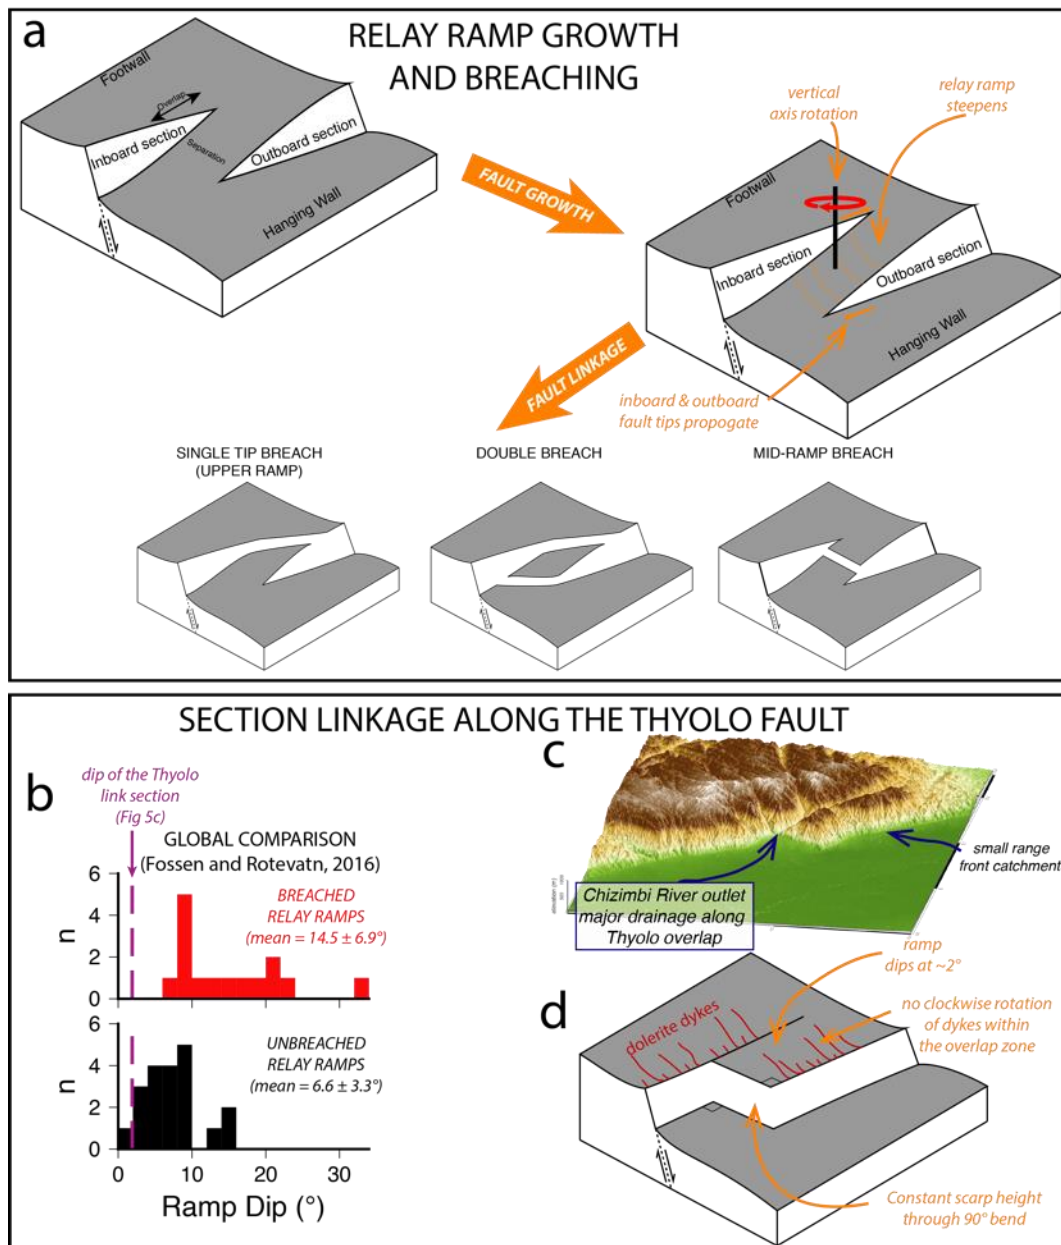 a
RELAY RAMP GROWTH
AND BREACHING
Footwall
Overlap
Inboard section
Separation
Outboard section
Hanging Wall
FAULT GROWTH
vertical
axis rotation
relay ramp
steepens
Footwall
Inboard section
Outboard section
Hanging Wall
inboard & outboard
fault tips propogate
FAULT LINKAGE
SINGLE TIP BREACH
(UPPER RAMP)
DOUBLE BREACH
MID-RAMP BREACH
SECTION LINKAGE ALONG THE THYOLO FAULT
b
dip of the Thyolo
link section
(Fig 5c)
GLOBAL COMPARISON
(Fossen and Rotevatn, 2016)
6
4
2
0
n
BREACHED
RELAY RAMPS
(mean = 14.5 ± 6.9°)
6
4
2
0
n
UNBREACHED
RELAY RAMPS
(mean = 6.6 ± 3.3°)
0 10 20 30
Ramp Dip (°)
c
small range
front catchment
elevation (m)
Chizimbi River outlet
major drainage along
Thyolo overlap
d
ramp
dips at ~2°
dolerite dykes
no clockwise rotation
of dykes within
the overlap zone
Constant scarp height
through 90° bend